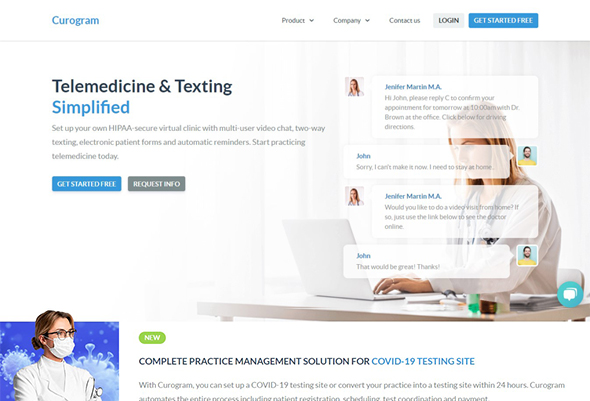 Curogram
Product
Company
Contact us
LOGIN
GET STARTED FREE
Telemedicine & Texting
Simplified
Set up your own HIPAA-secure virtual clinic with multi-user video chat, two-way
texting, electronic patient forms and automatic reminders. Start practicing
telemedicine today.
GET STARTED FREE
REQUEST INFO
Jenifer Martin M.A.
Hi John, please reply C to confirm your
appointment for tomorrow at 10:00am with Dr.
Brown as the office. Click below for driving
directions.
John
Sorry, I can't make is now. I need to stay at home.
Jenifer Martin M.A.
Would you like so do a video visit from home? If
so, just use the link below to see the doctor
online.
John
That would be great! Thanks!
NEW
COMPLETE PRACTICE MANAGEMENT SOLUTION FOR COVID-19 TESTING SITE
With Curogram, you can set up a COVID-19 testing site or convert your practice into a testing site within 24 hours. Curogram
automates the entire process including patient registration, scheduling, test coordination and payment.